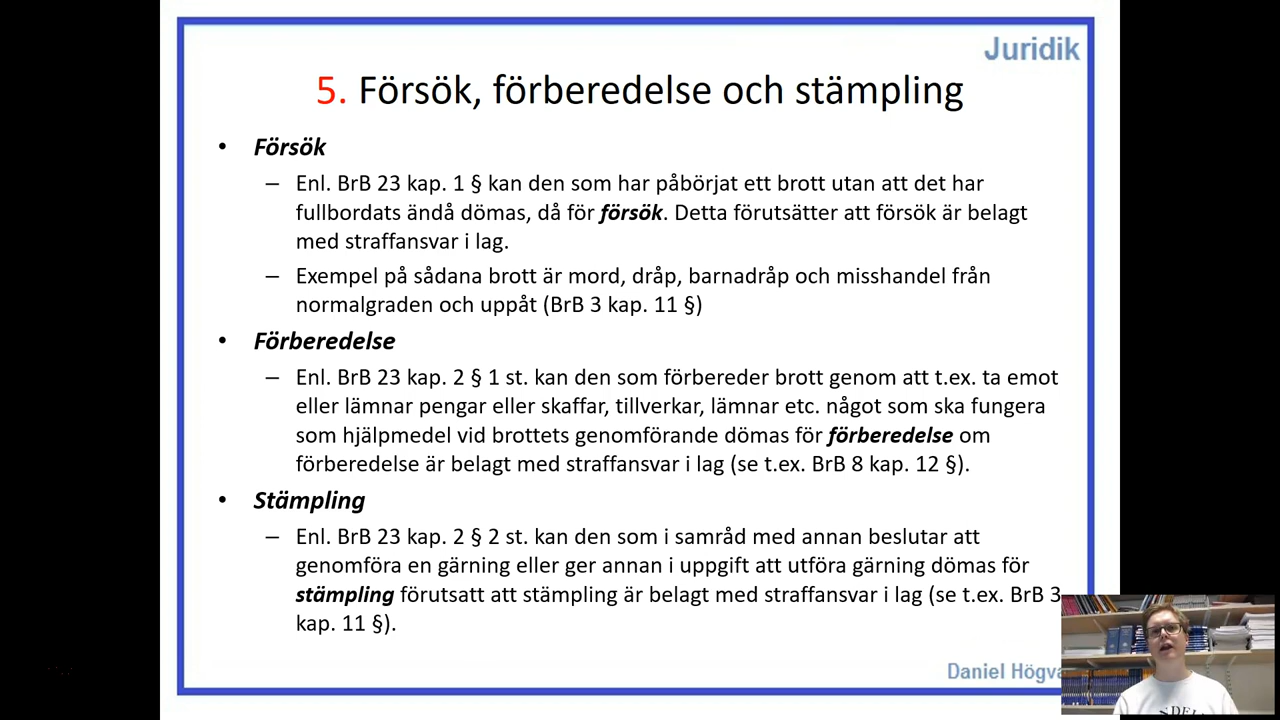 Juridik
5. Försök, förberedelse och stämpling
• Försök
– Enl. BrB 23 kap. 1 § kan den som har påbörjat ett brott utan att det har
fullbordats ändå dömas, då för försök. Detta förutsätter att försök är belagt
med straffansvar i lag.
– Exempel på sådana brott är mord, dråp, barnadråp och misshandel från
normalgraden och uppåt (BrB 3 kap. 11 §)
• Förberedelse
– Enl. BrB 23 kap. 2 § 1 st. kan den som förbereder brott genom att t.ex. ta emot
eller lämnar pengar eller skaffar, tillverkar, lämnar etc. något som ska fungera
som hjälpmedel vid brottets genomförande dömas för förberedelse om
förberedelse är belagt med straffansvar i lag (se t.ex. BrB 8 kap. 12 §).
• Stämpling
– Enl. BrB 23 kap. 2 § 2 st. kan den som i samråd med annan beslutar att
genomföra en gärning eller ger annan i uppgift att utföra gärning dömas för
stämpling förutsatt att stämpling är belagt med straffansvar i lag (se t.ex. BrB 3
kap. 11 §).
Daniel